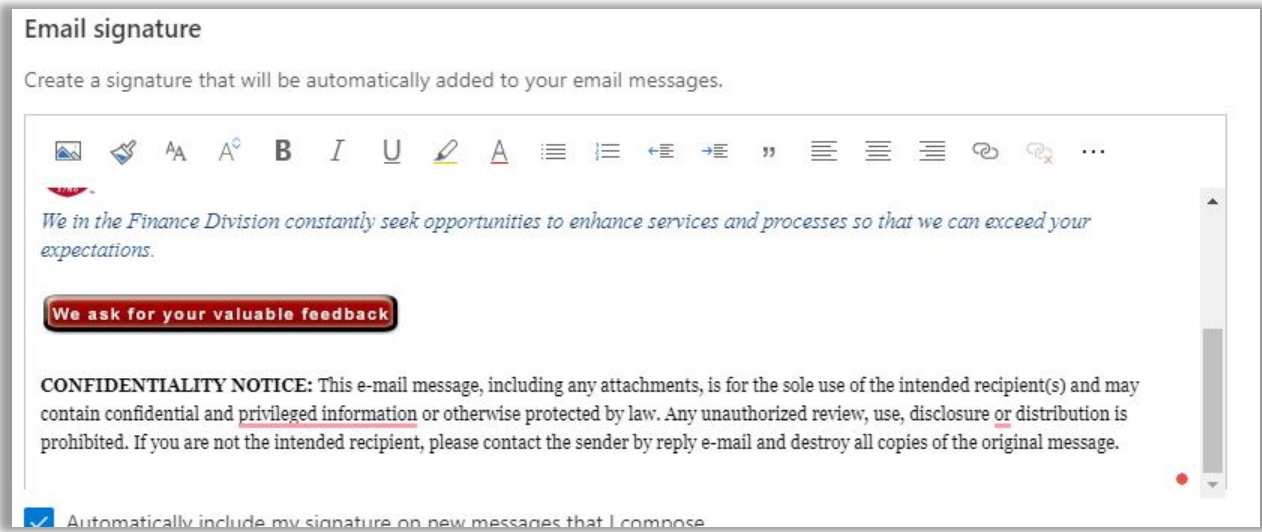 Email signature
Create a signature that will be automatically added to your email messages.
We in the Finance Division constantly seek opportunities to enhance services and processes so that we can exceed your
expectations.
We ask for your valuable feedback
CONFIDENTIALITY NOTICE: This e-mail message, including any attachments, is for the sole use of the intended recipient(s) and may
contain confidential and privileged information or otherwise protected by law. Any unauthorized review, use, disclosure or distribution is
prohibited. If you are not the intended recipient, please contact the sender by reply e-mail and destroy all copies of the original message.
Automatically include my signature on new messages that I compose